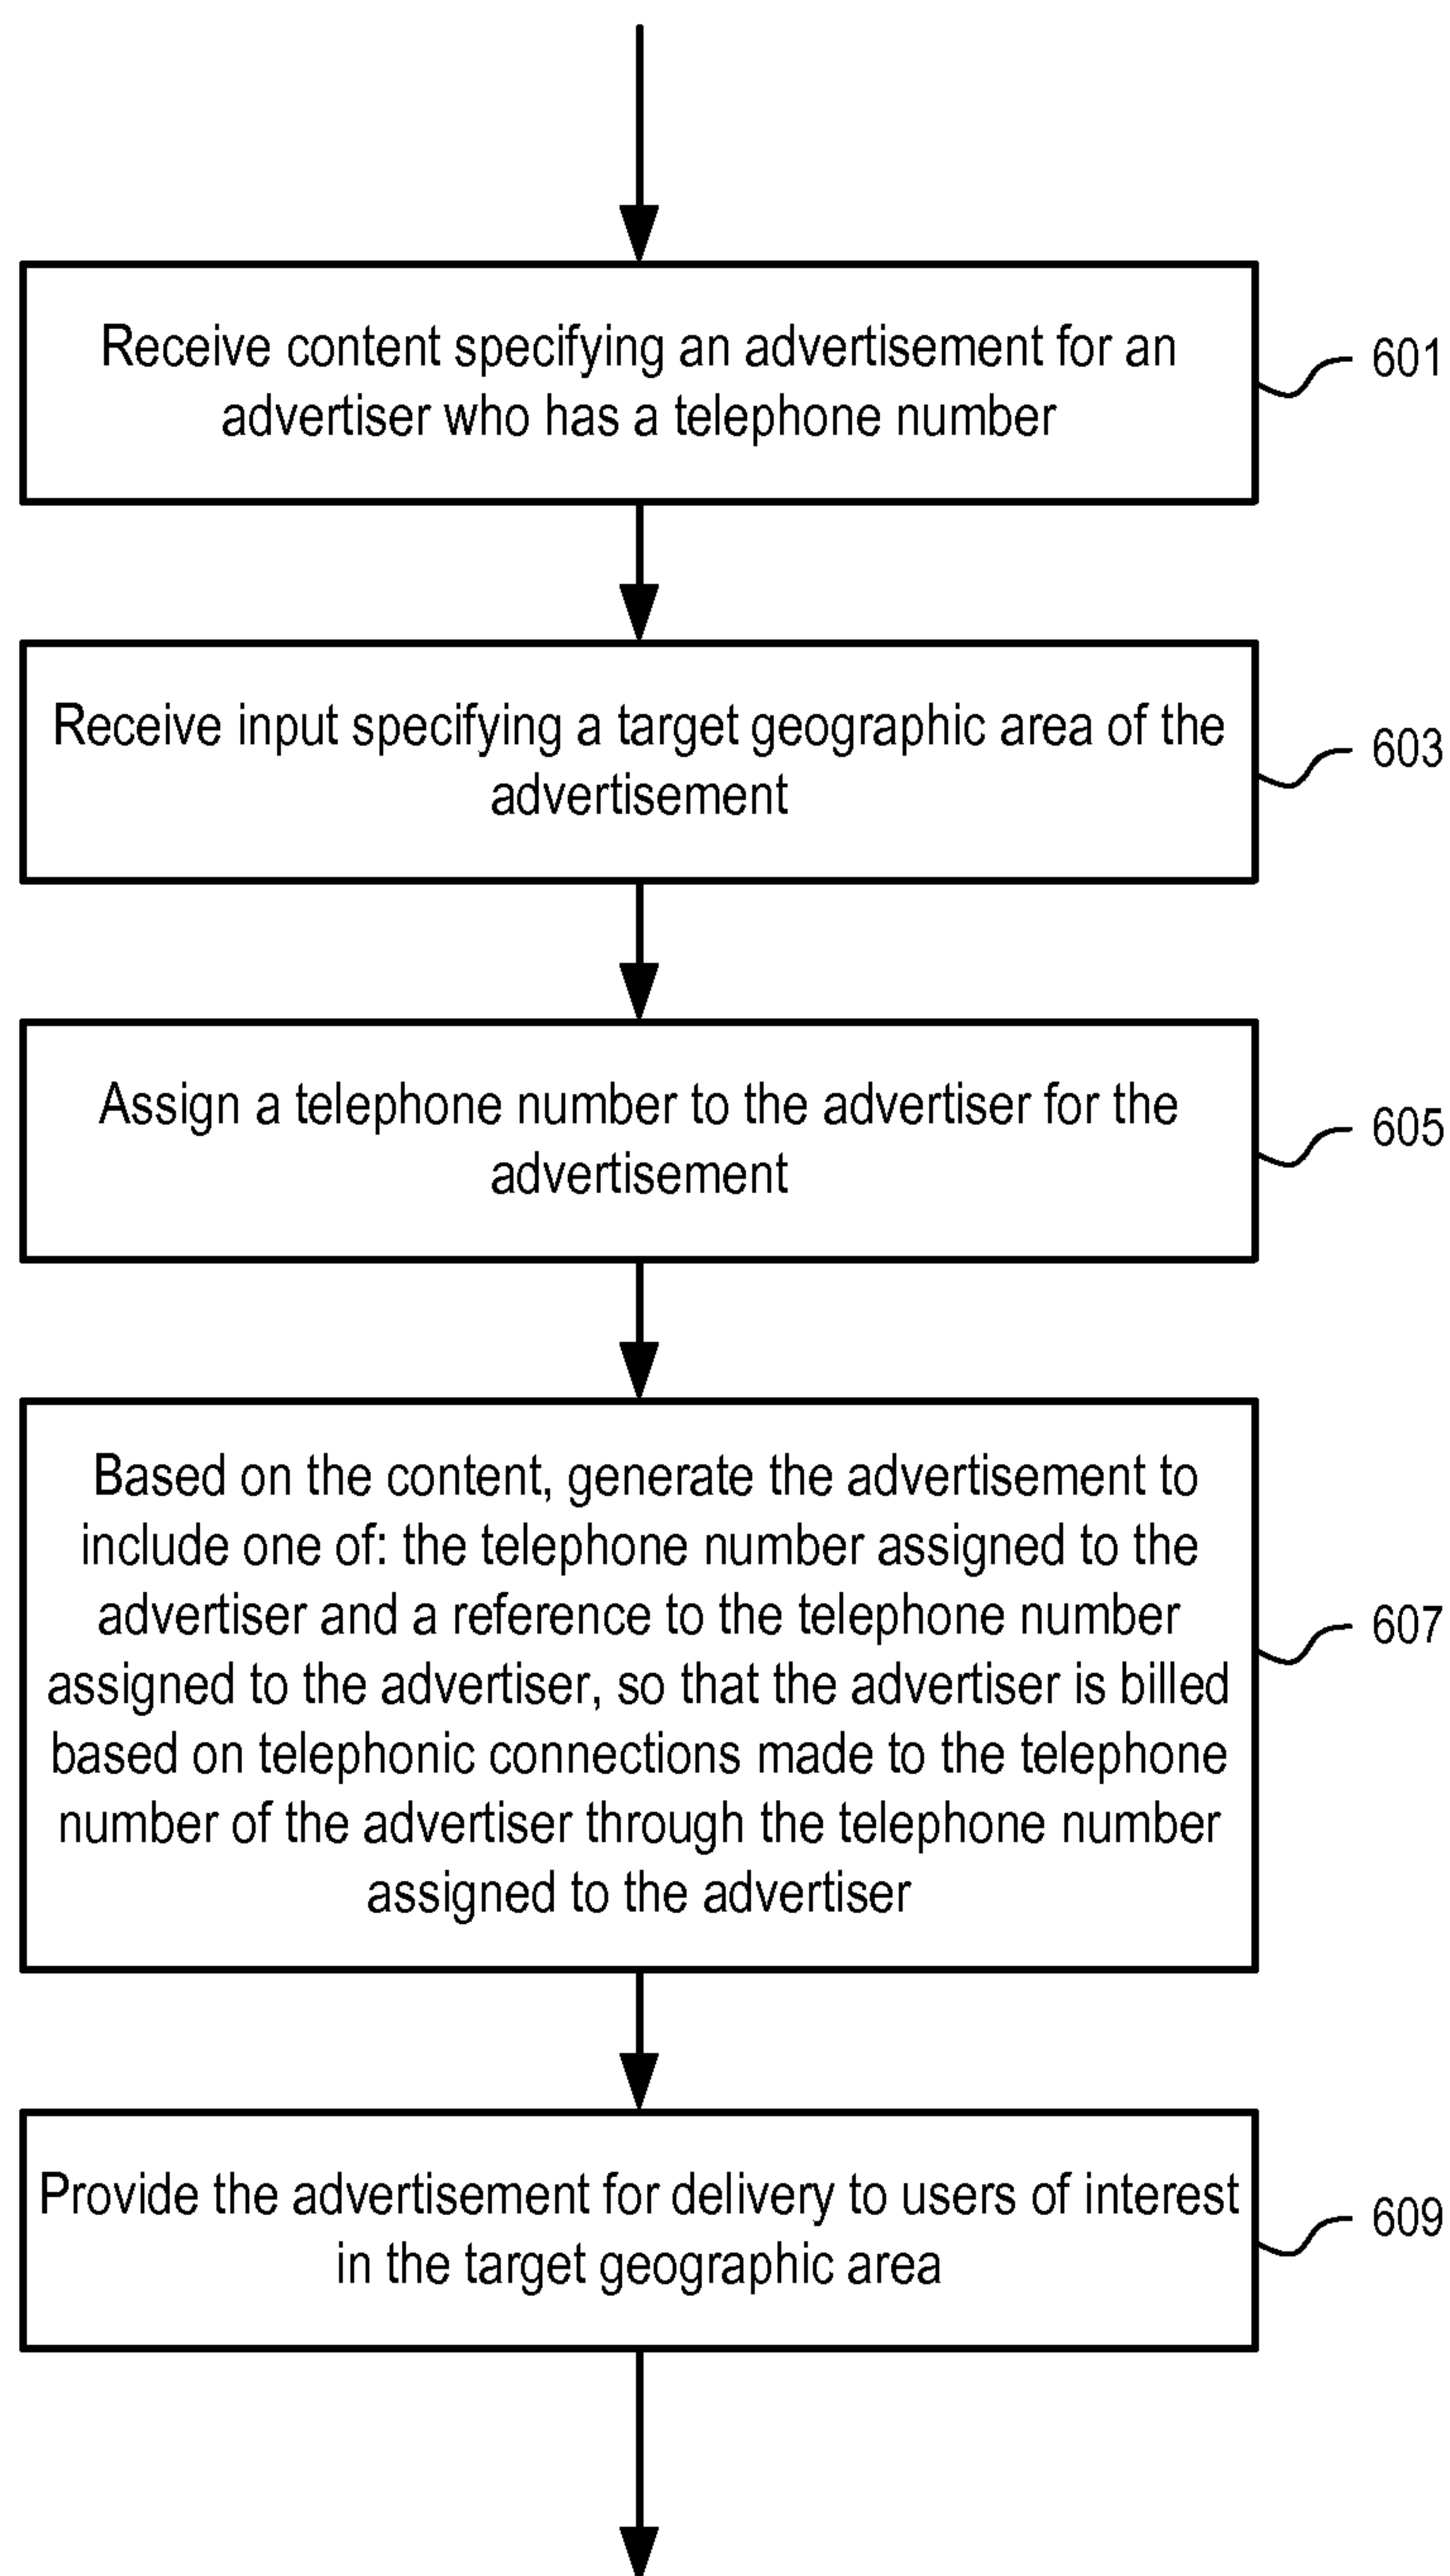 Receive content specifying an advertisement for an
advertiser who has a telephone number
601
Receive input specifying a target geographic area of the
advertisement
603
Assign a telephone number to the advertiser for the
advertisement
605
Based on the content, generate the advertisement to
include one of: the telephone number assigned to the
advertiser and a reference to the telephone number
assigned to the advertiser, so that the advertiser is billed
based on telephonic connections made to the telephone
number of the advertiser through the telephone number
assigned to the advertiser
607
Provide the advertisement for delivery to users of interest
in the target geographic area
609